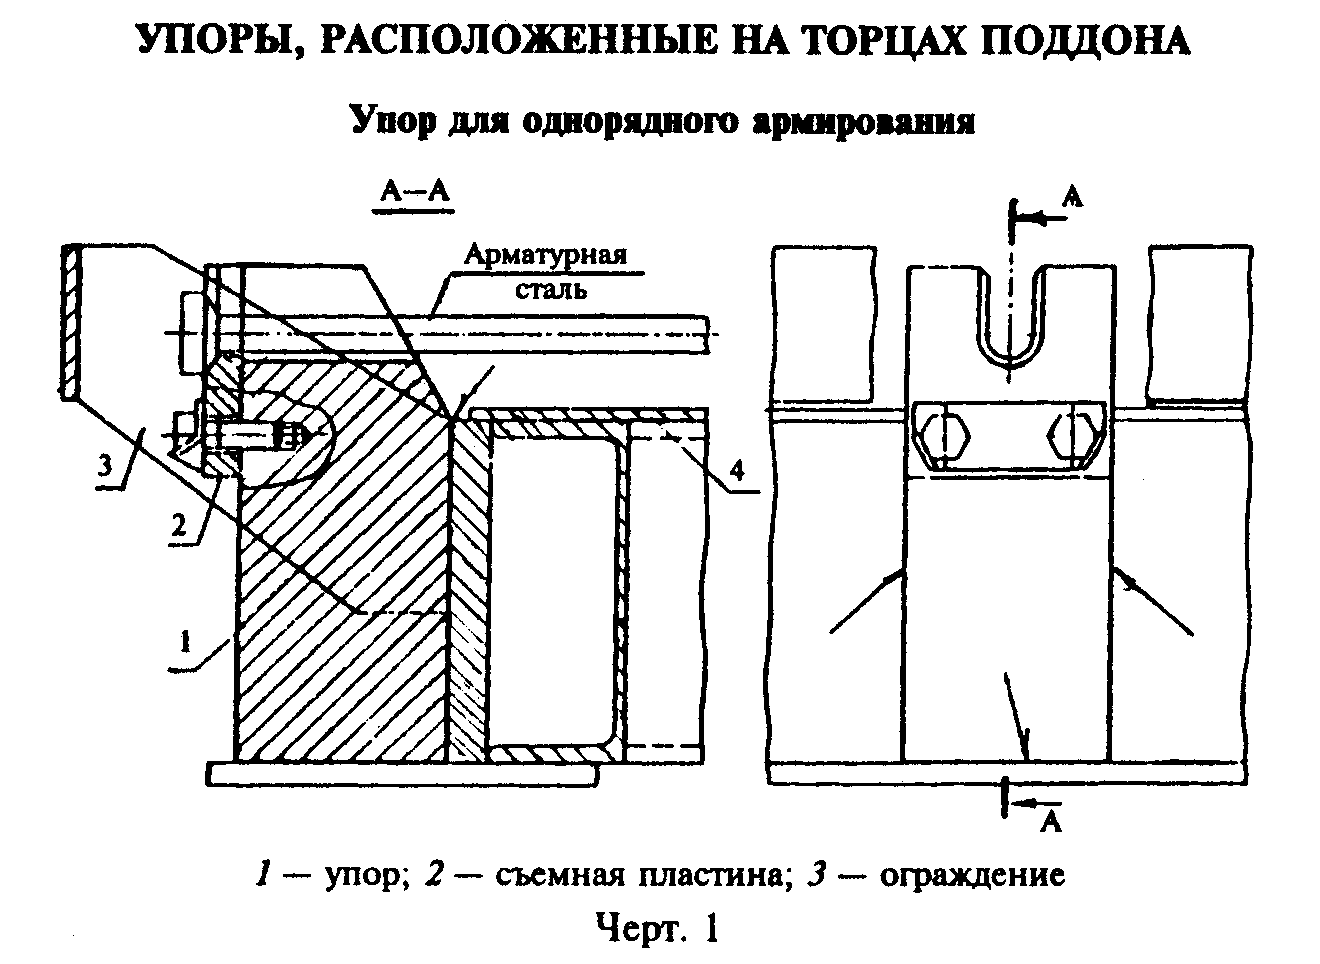 УПОРЫ, РАСПОЛОЖЕННЫЕ НА ТОРЦАХ ПОДДОНА
Упор для однорядного армирования
А—А
А
Арматурная
сталь
3
2
4
1
А
1 — упор; 2 — съемная пластина; 3 — ограждение
Черт. 1